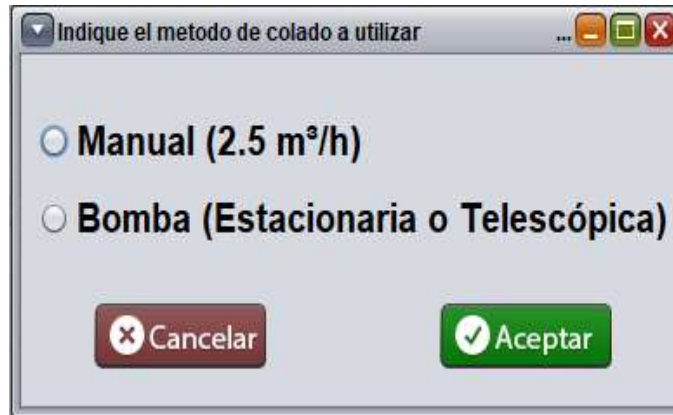 Indique el metodo de colado a utilizar ...
Manual (2.5 m³/h)
Bomba (Estacionaria o Telescópica)
Cancelar
Aceptar